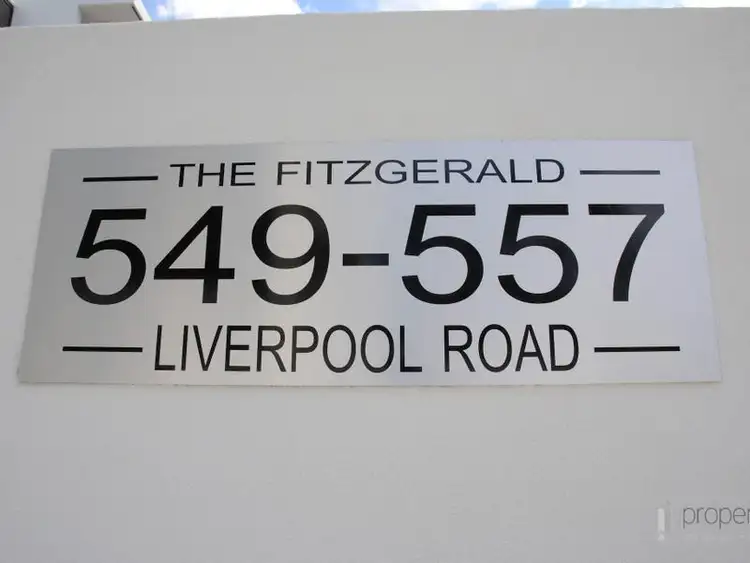 THE FITZGERALD
549-557
LIVERPOOL ROAD